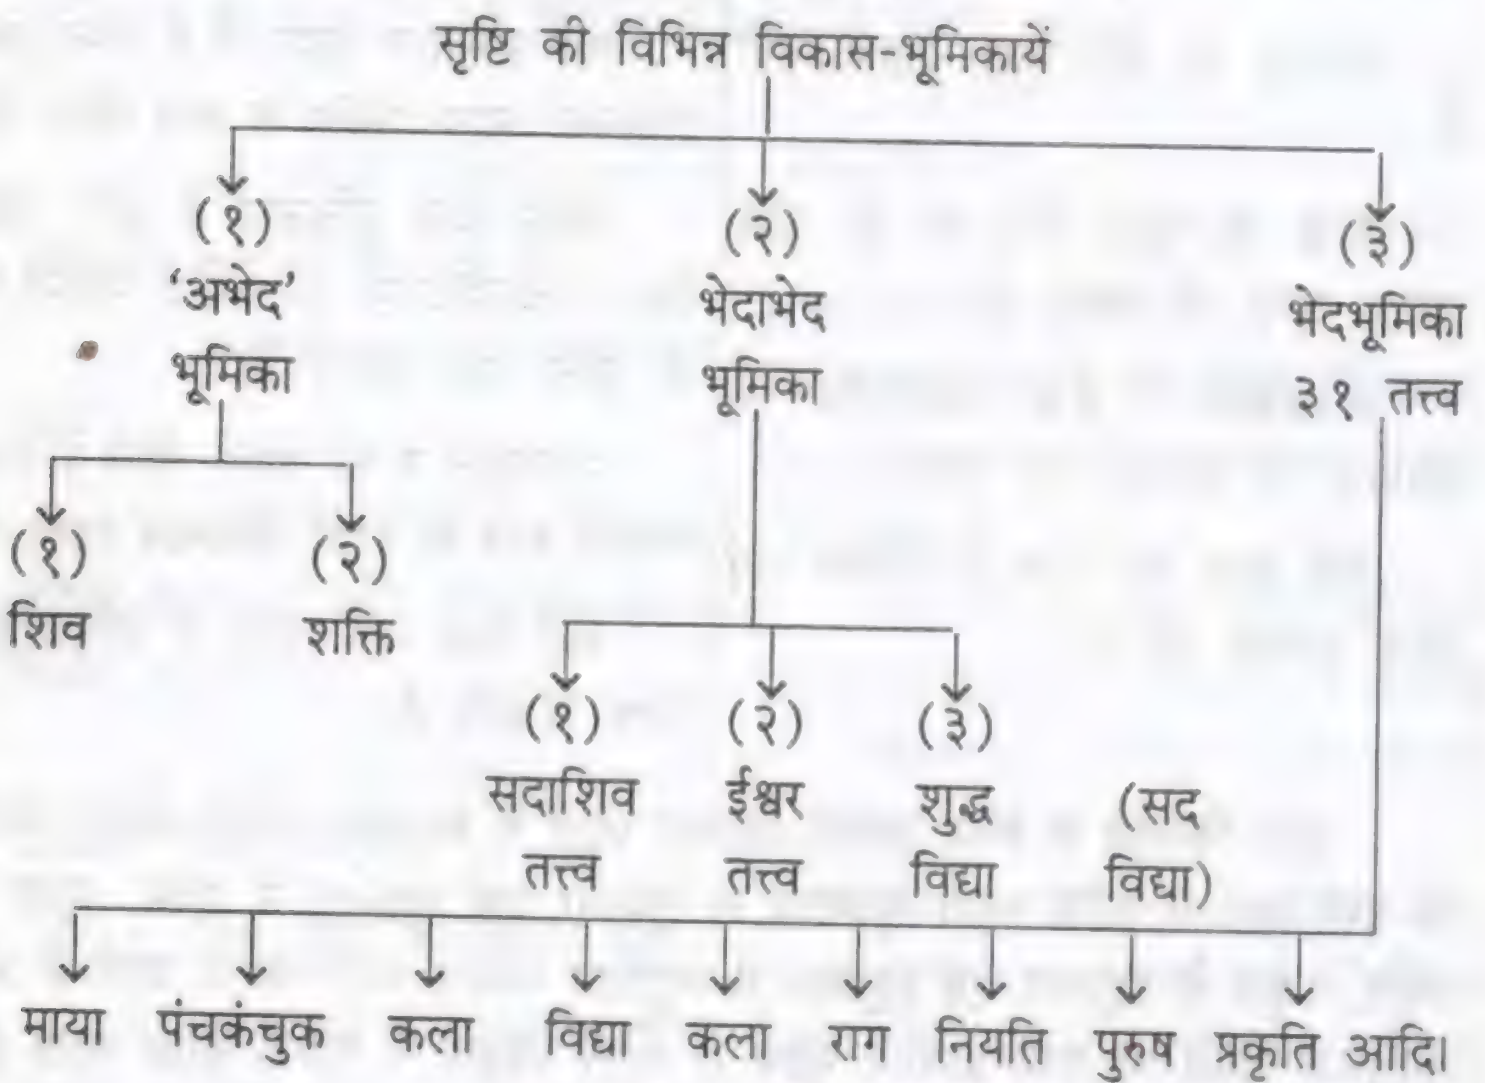 सृष्टि की विभिन्न विकास-भूमिकायें
(१)
'अभेद'
भूमिका
(२)
भेदाभेद
भूमिका
(३)
भेदभूमिका
३१ तत्त्व
(१)
शिव
(२)
शक्ति
(१)
सदाशिव
तत्त्व
(२)
ईश्वर
तत्त्व
(३)
शुद्ध
विद्या
(सद
विद्या)
माया पंचकंचुक कला विद्या कला राग नियति पुरुष प्रकृति आदि।